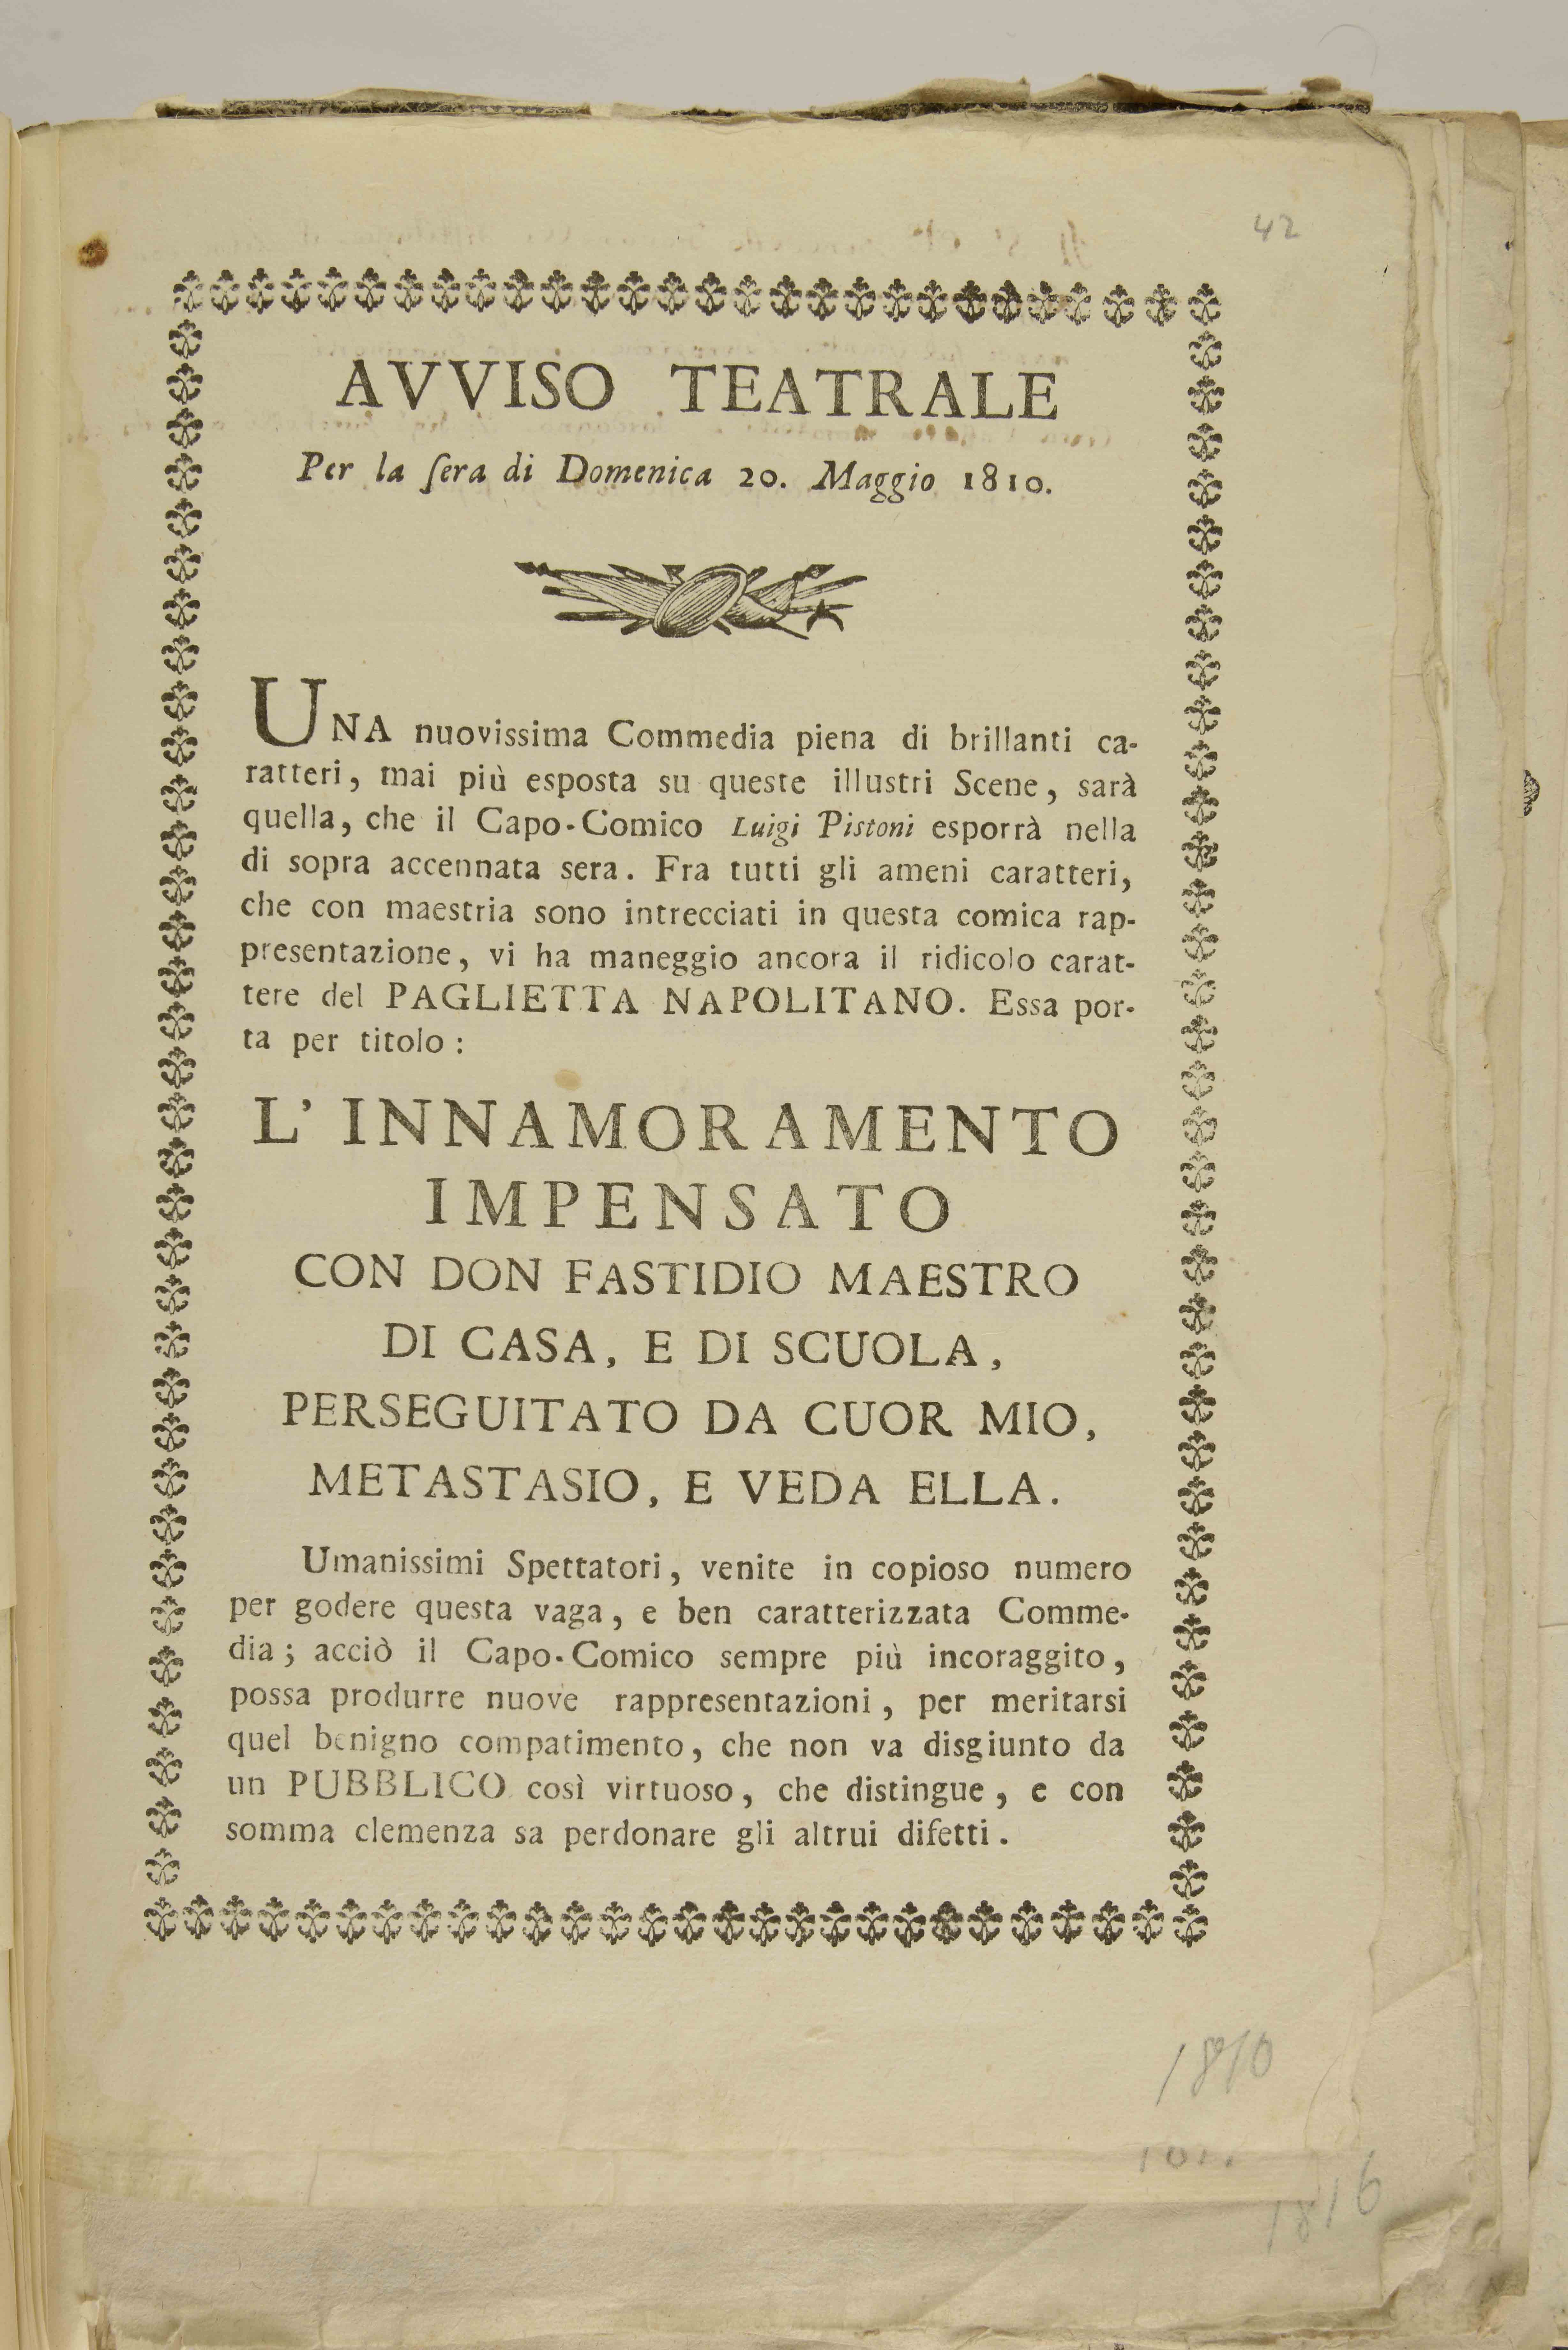 42
AVVISO TEATRALE
Per la ſera di Domenica 20. Maggio 1810.
UNA nuovissima Commedia piena di brillanti ca-
ratteri, mai più esposta su queste illustri Scene, sarà
quella, che il Capo-Comico Luigi Pistoni esporrà nella
di sopra accennata sera. Fra tutti gli ameni caratteri,
che con maestria sono intrecciati in questa comica rap-
presentazione, vi ha maneggio ancora il ridicolo carat-
tere del PAGLIETTA NAPOLITANO. Essa por-
ta per titolo:
L' INNAMORAMENTO
IMPENSATO
CON DON FASTIDIO MAESTRO
DI CASA, E DI SCUOLA,
PERSEGUITATO DA CUOR MIO,
METASTASIO, E VEDA ELLA.
Umanissimi Spettatori, venite in copioso numero
per godere questa vaga, e ben caratterizzata Comme-
dia; acciò il Capo-Comico sempre più incoraggito,
possa produrre nuove rappresentazioni, per meritarsi
quel benigno compatimento, che non va disgiunto da
un PUBBLICO così virtuoso, che distingue, e con
somma clemenza sa perdonare gli altrui difetti.
1810
1816